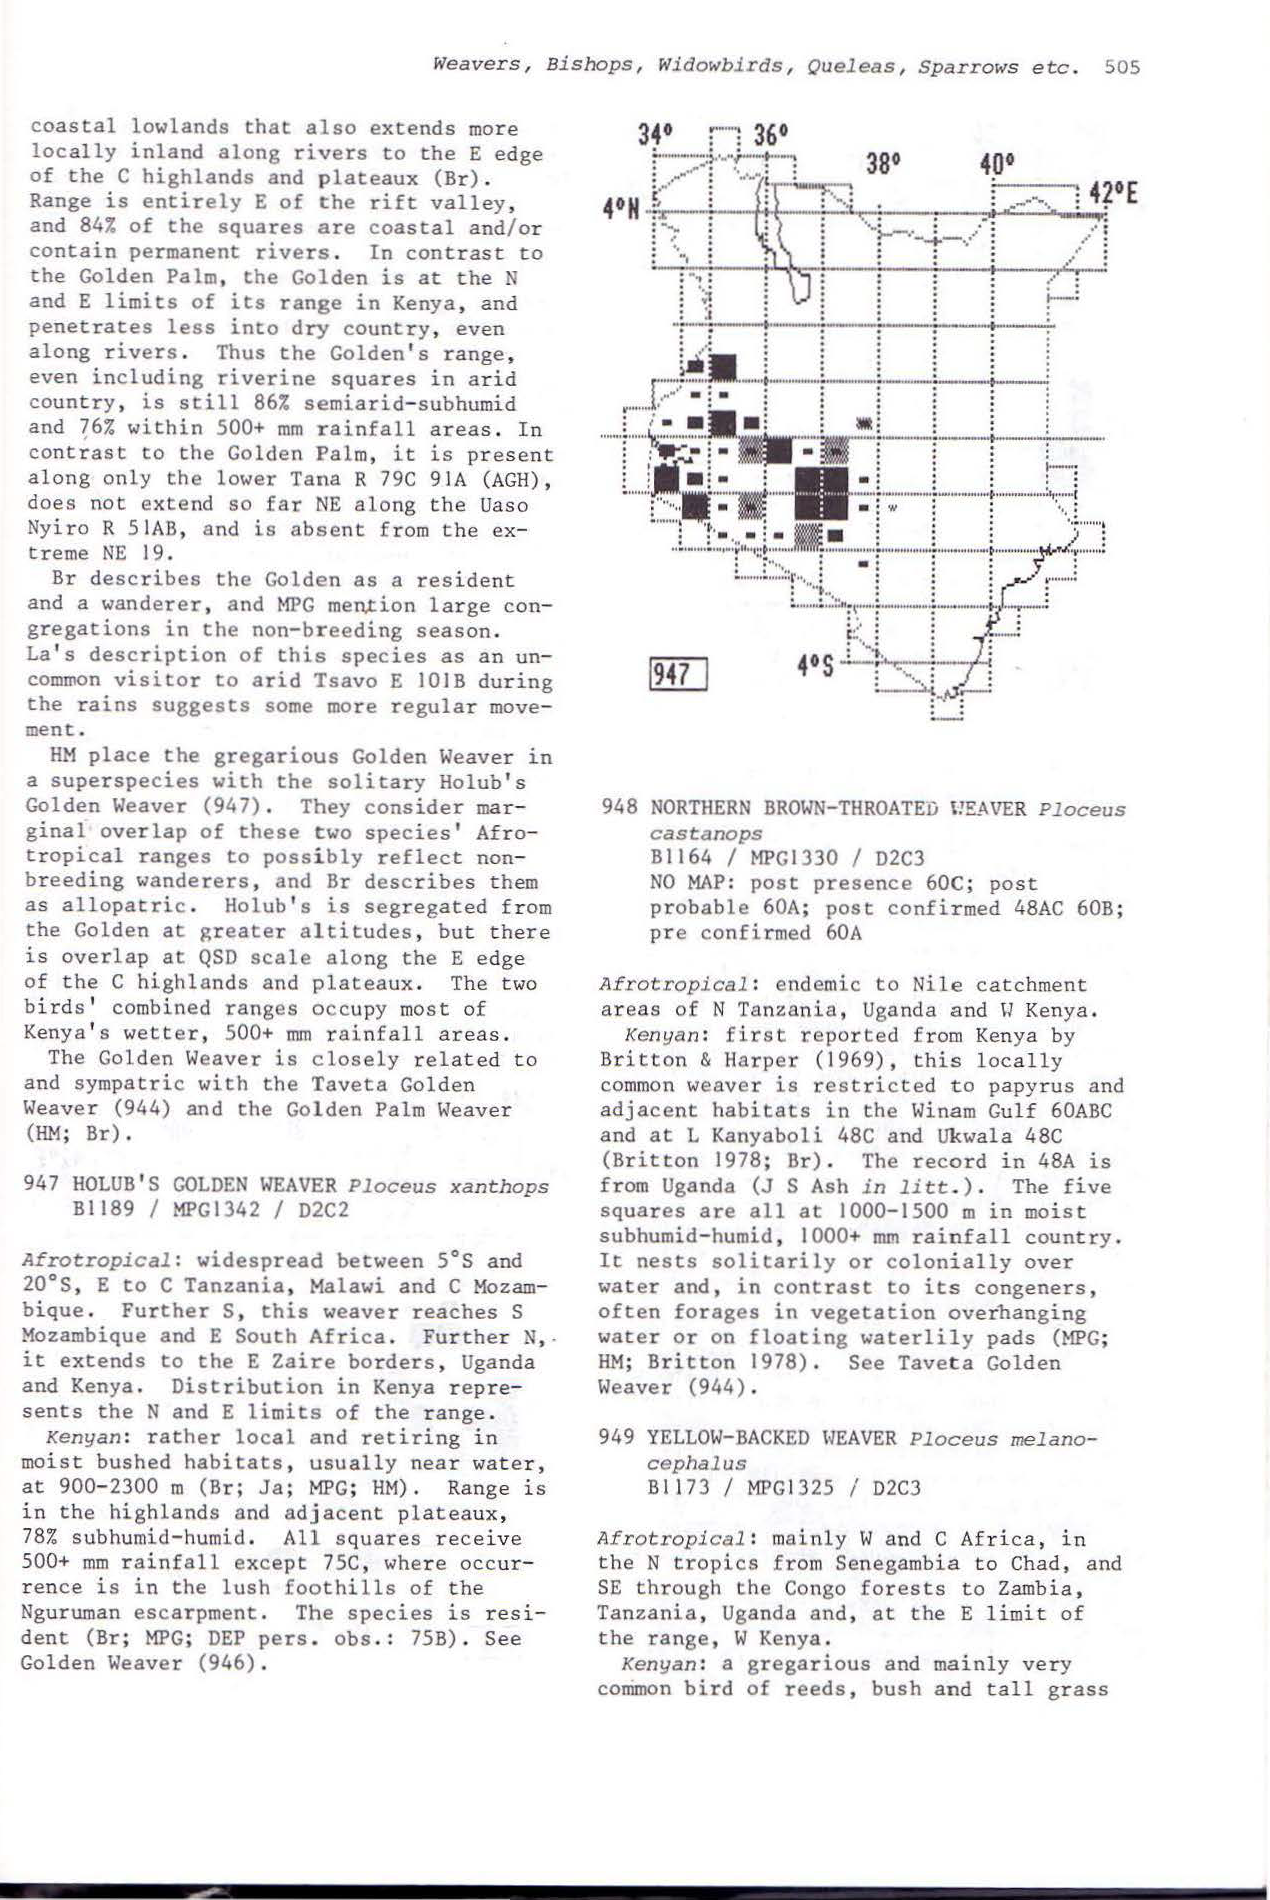 Weavers, Bishops, Widowbirds, Queleas, Sparrows etc. 505
coastal lowlands that also extends more
locally inland along rivers to the E edge
of the C highlands and plateaux (Br).
Range is entirely E of the rift valley,
and 84% of the squares are coastal and/or
contain permanent rivers. In contrast to
the Golden Palm, the Golden is at the N
and E limits of its range in Kenya, and
penetrates less into dry country, even
along rivers. Thus the Golden's range,
even including riverine squares in arid
country, is still 86% semiarid-subhumid
and 76% within 500+ mm rainfall areas. In
contrast to the Golden Palm, it is present
along only the lower Tana R 79C 91A (AGH),
does not extend so far NE along the Uaso
Nyiro R 51AB, and is absent from the ex-
treme NE 19.
Br describes the Golden as a resident
and a wanderer, and MPG mention large con-
gregations in the non-breeding season.
La's description of this species as an un-
common visitor to arid Tsavo E 101B during
the rains suggests some more regular move-
ment.
HM place the gregarious Golden Weaver in
a superspecies with the solitary Holub's
Golden Weaver (947). They consider mar-
ginal overlap of these two species' Afro-
tropical ranges to possibly reflect non-
breeding wanderers, and Br describes them
as allopatric. Holub's is segregated from
the Golden at greater altitudes, but there
is overlap at QSD scale along the E edge
of the C highlands and plateaux. The two
birds' combined ranges occupy most of
Kenya's wetter, 500+ mm rainfall areas.
The Golden Weaver is closely related to
and sympatric with the Taveta Golden
Weaver (944) and the Golden Palm Weaver
(HM; Br).
947 HOLUB'S GOLDEN WEAVER Ploceus xanthops
B1189 / MPG1342 / D2C2
Afrotropical: widespread between 5°S and
20°S, E to C Tanzania, Malawi and C Mozam-
bique. Further S, this weaver reaches S
Mozambique and E South Africa. Further N,
it extends to the E Zaire borders, Uganda
and Kenya. Distribution in Kenya repre-
sents the N and E limits of the range.
Kenyan: rather local and retiring in
moist bushed habitats, usually near water,
at 900-2300 m (Br; Ja; MPG; HM). Range is
in the highlands and adjacent plateaux,
78% subhumid-humid. All squares receive
500+ mm rainfall except 75C, where occur-
rence is in the lush foothills of the
Nguruman escarpment. The species is resi-
dent (Br; MPG; DEP pers. obs.: 75B). See
Golden Weaver (946).
34° 36° 38° 40° 42°E
4°N
4°S
947
948 NORTHERN BROWN-THROATED WEAVER Ploceus
castanops
B1164 / MPG1330 / D2C3
NO MAP: post presence 60C; post
probable 60A; post confirmed 48AC 60B;
pre confirmed 60A
Afrotropical: endemic to Nile catchment
areas of N Tanzania, Uganda and W Kenya.
Kenyan: first reported from Kenya by
Britton & Harper (1969), this locally
common weaver is restricted to papyrus and
adjacent habitats in the Winam Gulf 60ABC
and at L Kanyaboli 48C and Ukwala 48C
(Britton 1978; Br). The record in 48A is
from Uganda (J S Ash in litt.). The five
squares are all at 1000-1500 m in moist
subhumid-humid, 1000+ mm rainfall country.
It nests solitarily or colonially over
water and, in contrast to its congeners,
often forages in vegetation overhanging
water or on floating waterlily pads (MPG;
HM; Britton 1978). See Taveta Golden
Weaver (944).
949 YELLOW-BACKED WEAVER Ploceus melano-
cephalus
B1173 / MPG1325 / D2C3
Afrotropical: mainly W and C Africa, in
the N tropics from Senegambia to Chad, and
SE through the Congo forests to Zambia,
Tanzania, Uganda and, at the E limit of
the range, W Kenya.
Kenyan: a gregarious and mainly very
common bird of reeds, bush and tall grass